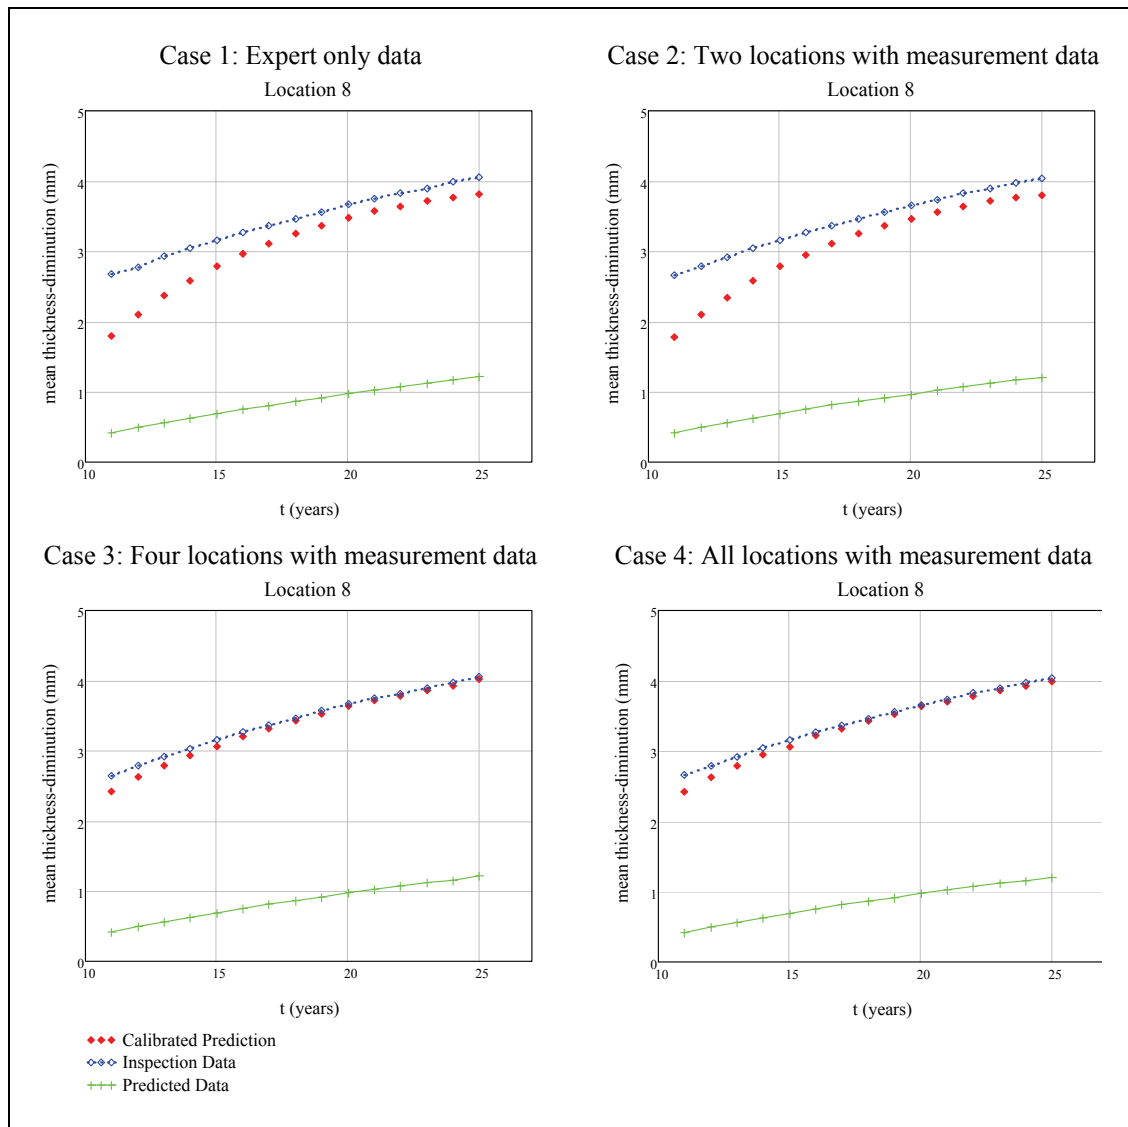 Case 1: Expert only data
Location 8
mean thickness-diminution (mm)
5
4
3
2
1
0
10 15 20 25
t (years)
Case 2: Two locations with measurement data
Location 8
mean thickness-diminution (mm)
5
4
3
2
1
0
10 15 20 25
t (years)
Case 3: Four locations with measurement data
Location 8
mean thickness-diminution (mm)
5
4
3
2
1
0
10 15 20 25
t (years)
Case 4: All locations with measurement data
Location 8
mean thickness-diminution (mm)
5
4
3
2
1
0
10 15 20 25
t (years)
Calibrated Prediction
Inspection Data
Predicted Data